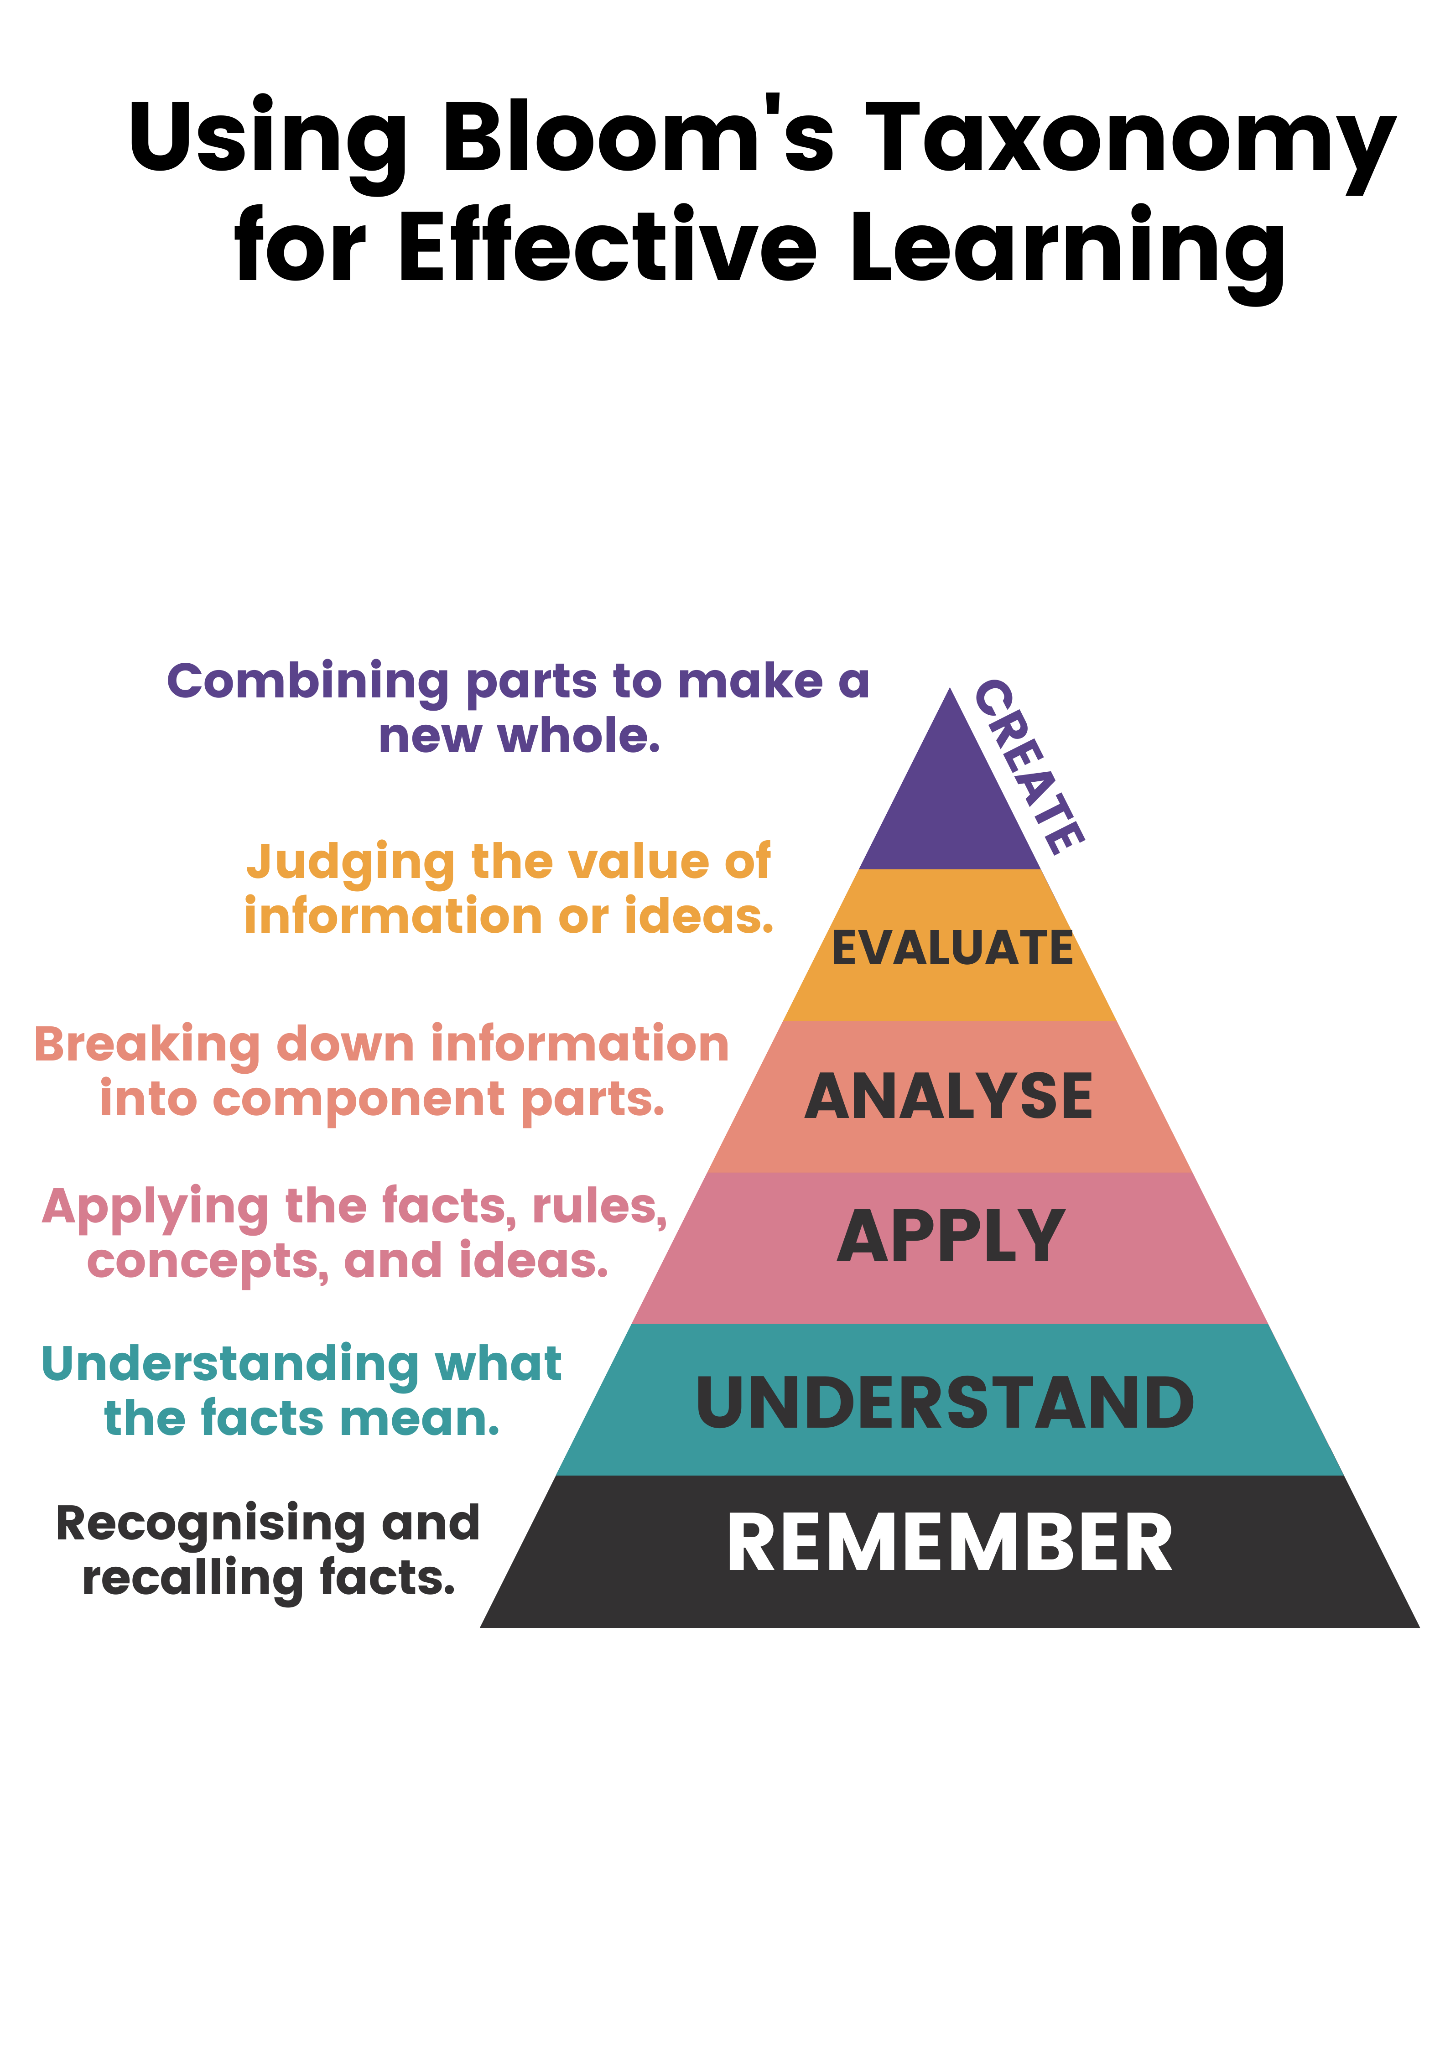 Using Bloom's Taxonomy
for Effective Learning
Combining parts to make a
new whole.
CREATE
Judging the value of
information or ideas.
EVALUATE
Breaking down information
into component parts.
ANALYSE
Applying the facts, rules,
concepts, and ideas.
APPLY
Understanding what
the facts mean.
UNDERSTAND
Recognising and
recalling facts.
REMEMBER